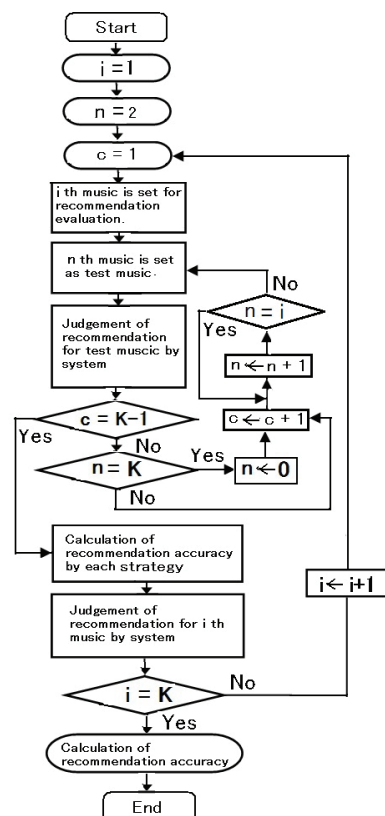 Start
i = 1
n = 2
c = 1
i th music is set for
recommendation
evaluation.
n th music is set
as test music.
No
n = i
Yes
Judgement of
recommendation
for test muscic by
system
n ← n + 1
c = K-1
c ← c + 1
Yes
No
n = K
Yes
n ← 0
No
Calculation of
recommendation accuracy
by each strategy
i ← i+1
Judgement of
recommendation for i th
music by system
i = K
No
Yes
Calculation of
recommendation accuracy
End